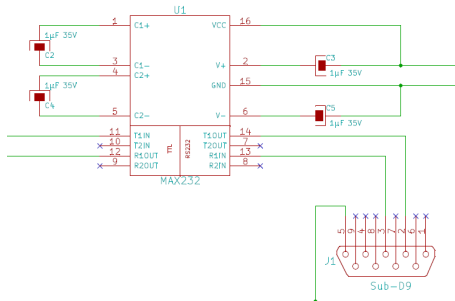 U1
1 C1+ VCC 16
1µF 35V
C2
3 C1- V+ 2
C3
1µF 35V
4 C2+
GND 15
1µF 35V
C4
5 C2- V- 6
C5
1µF 35V
11 T1IN T1OUT 14
10 T2IN T2OUT 7
12 R1OUT R1IN 13
9 R2OUT R2IN 8
TTL
RS232
MAX232
5 9 4 8 3 7 2 6 1
J1
Sub-D9